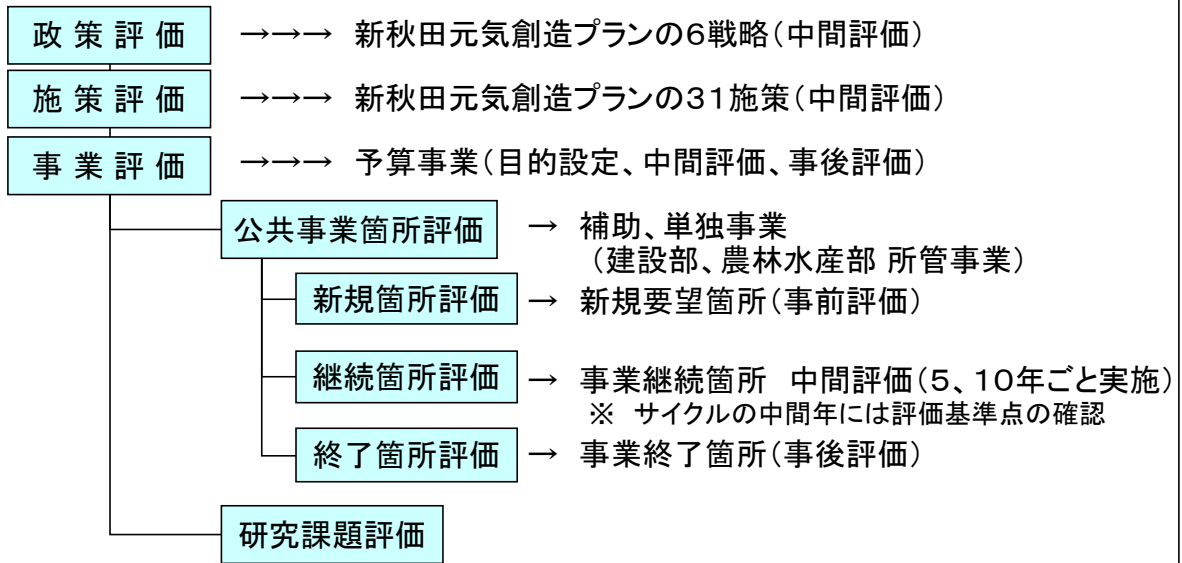 政策評価 →→→ 新秋田元気創造プランの6戦略(中間評価)
施策評価 →→→ 新秋田元気創造プランの31施策(中間評価)
事業評価 →→→ 予算事業(目的設定、中間評価、事後評価)
公共事業箇所評価 → 補助、単独事業
(建設部、農林水産部 所管事業)
新規箇所評価 → 新規要望箇所(事前評価)
継続箇所評価 → 事業継続箇所 中間評価(5、10年ごと実施)
※ サイクルの中間年には評価基準点の確認
終了箇所評価 → 事業終了箇所(事後評価)
研究課題評価